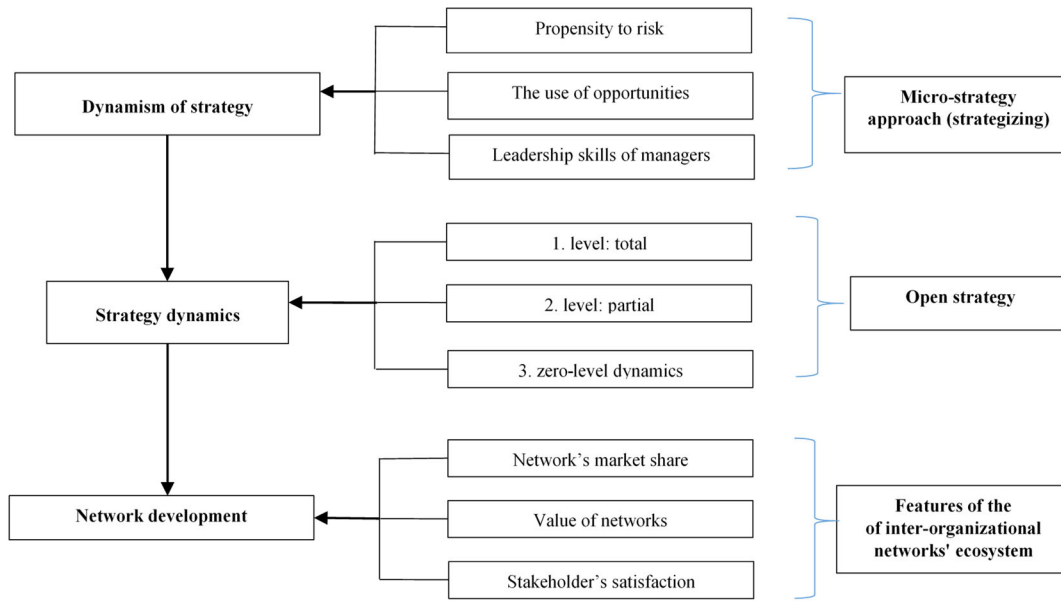 Propensity to risk
Dynamism of strategy
The use of opportunities
Micro-strategy
approach (strategizing)
Leadership skills of managers
1. level: total
Strategy dynamics
2. level: partial
Open strategy
3. zero-level dynamics
Network's market share
Network development
Value of networks
Features of the
of inter-organizational
networks' ecosystem
Stakeholder's satisfaction